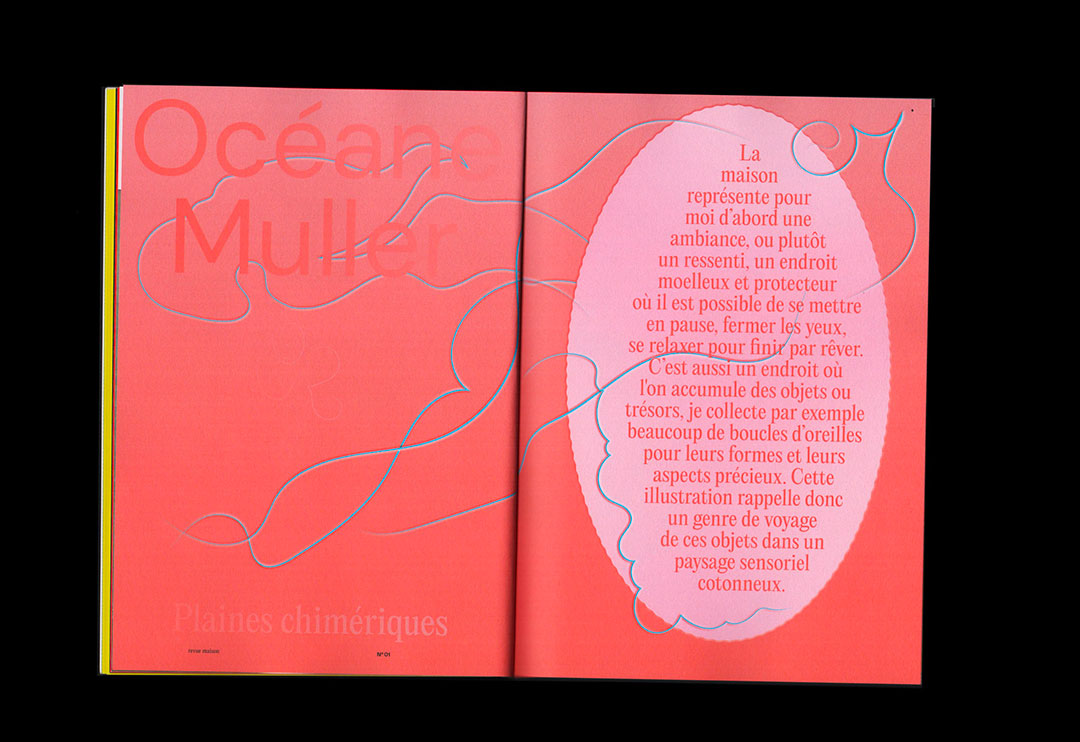 Océane
Muller
Plaines chimériques
revue maison
N°01
La
maison
représente pour
moi d'abord une
ambiance, ou plutôt
un ressenti, un endroit
moelleux et protecteur
où il est possible de se mettre
en pause, fermer les yeux,
se relaxer pour finir par rêver.
C'est aussi un endroit où
l'on accumule des objets ou
trésors, je collecte par exemple
beaucoup de boucles d'oreilles
pour leurs formes et leurs
aspects précieux. Cette
illustration rappelle donc
un genre de voyage
de ces objets dans un
paysage sensoriel
cotonneux.